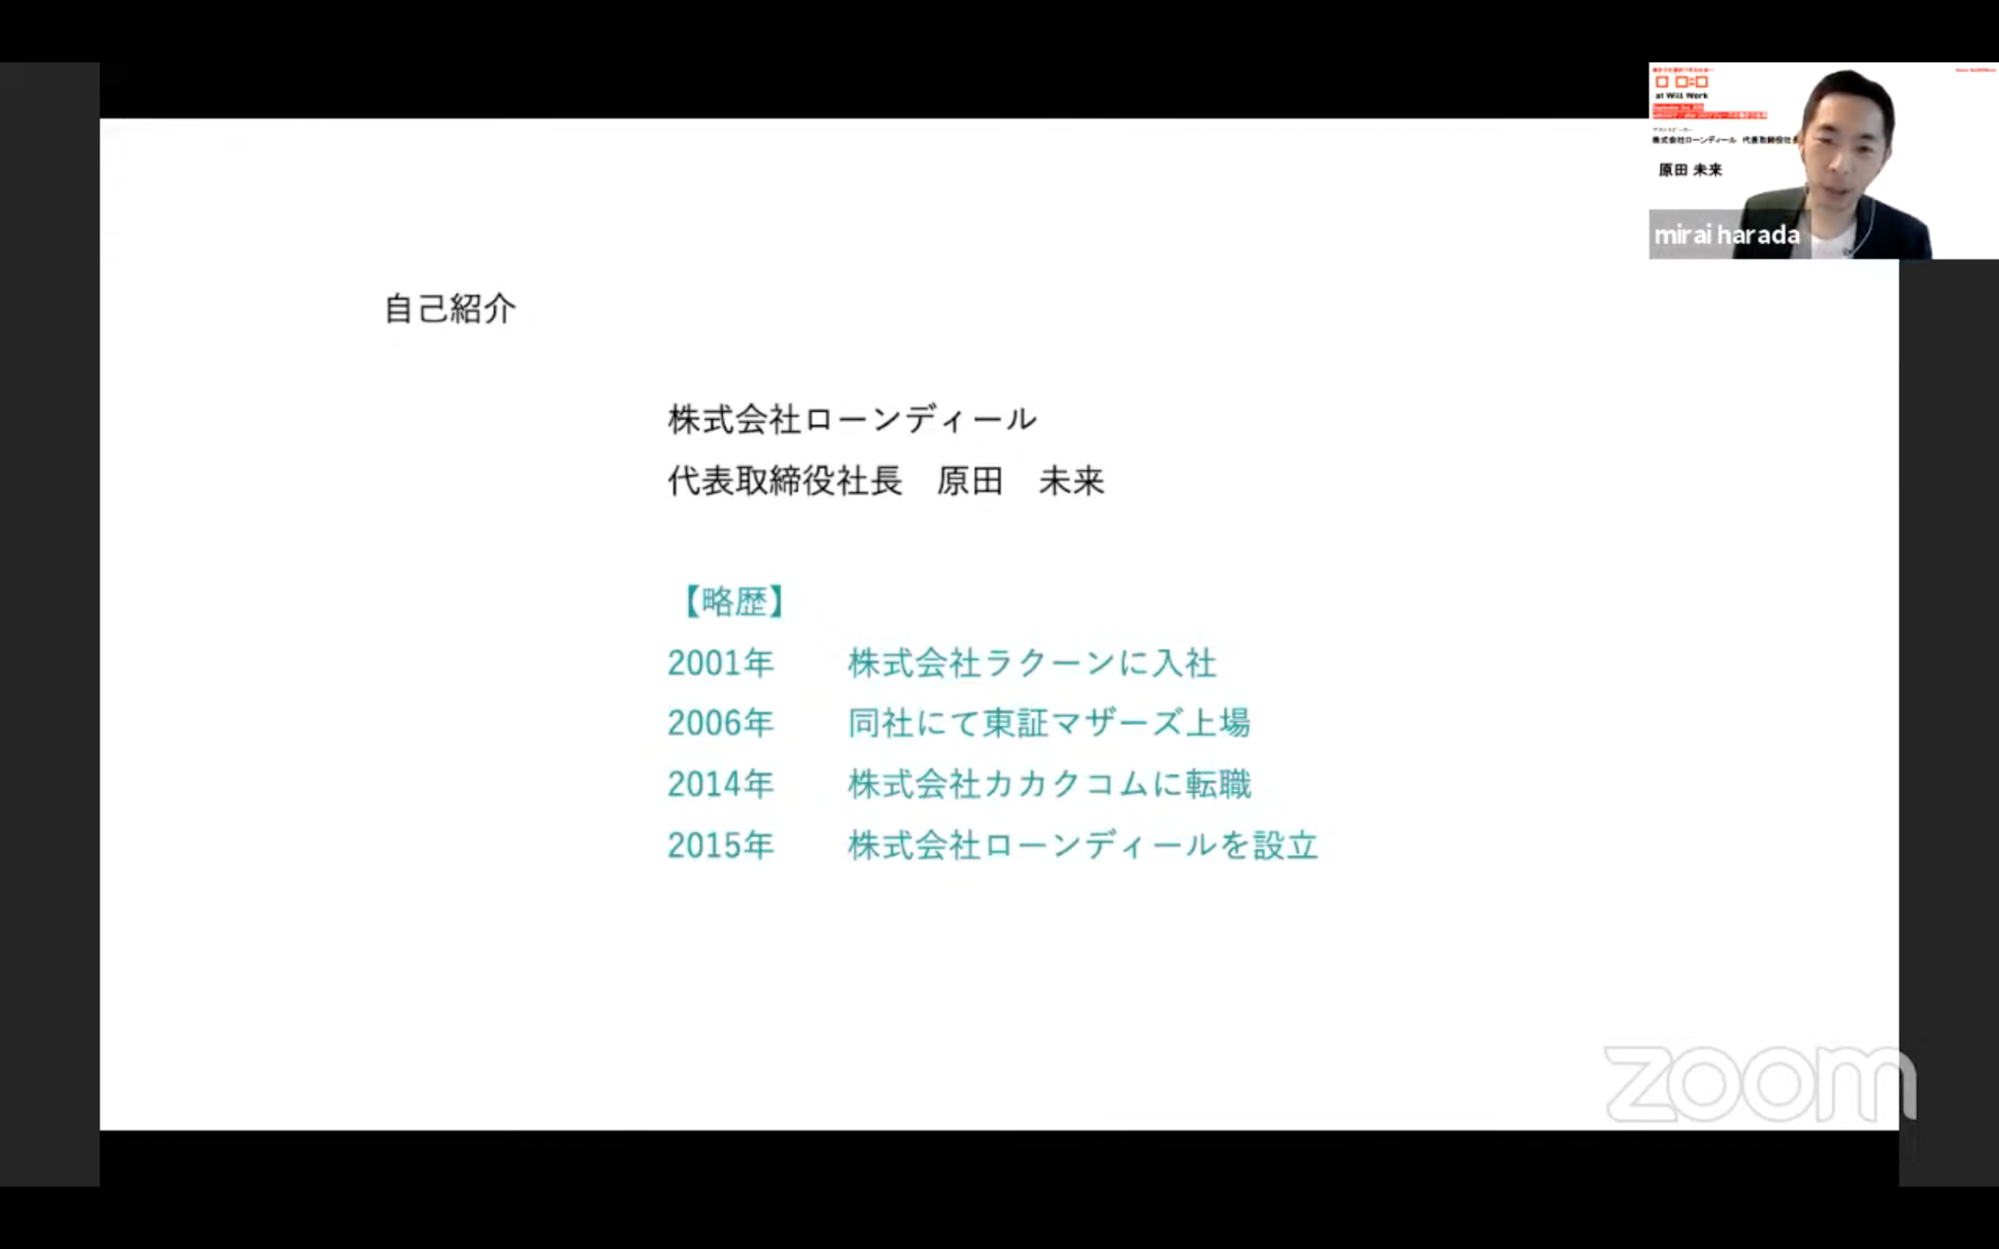 at Will Work
株式会社ローンディール 代表取締役社長
原田 未来
mirai harada
自己紹介
株式会社ローンディール
代表取締役社長 原田 未来
【略歴】
2001年 株式会社ラクーンに入社
2006年 同社にて東証マザーズ上場
2014年 株式会社カカクコムに転職
2015年 株式会社ローンディールを設立
zoom